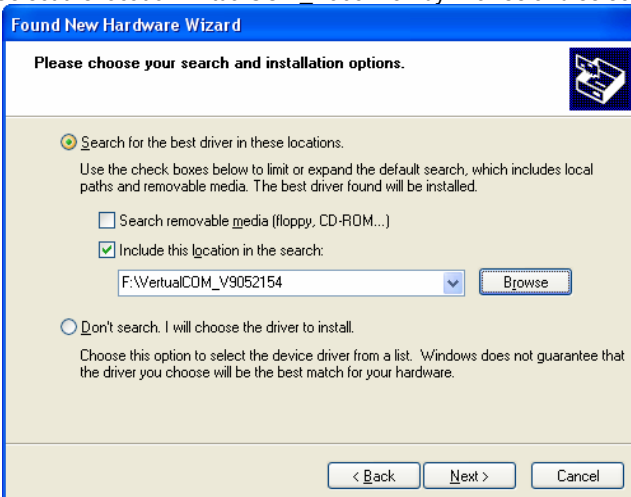 Found New Hardware Wizard
Please choose your search and installation options.
Search for the best driver in these locations.
Use the check boxes below to limit or expand the default search, which includes local
paths and removable media. The best driver found will be installed.
Search removable media (floppy, CD-ROM...)
Include this location in the search:
F:\VertualCOM_V9052154
Browse
Don't search. I will choose the driver to install.
Choose this option to select the device driver from a list. Windows does not guarantee that
the driver you choose will be the best match for your hardware.
< Back
Next >
Cancel